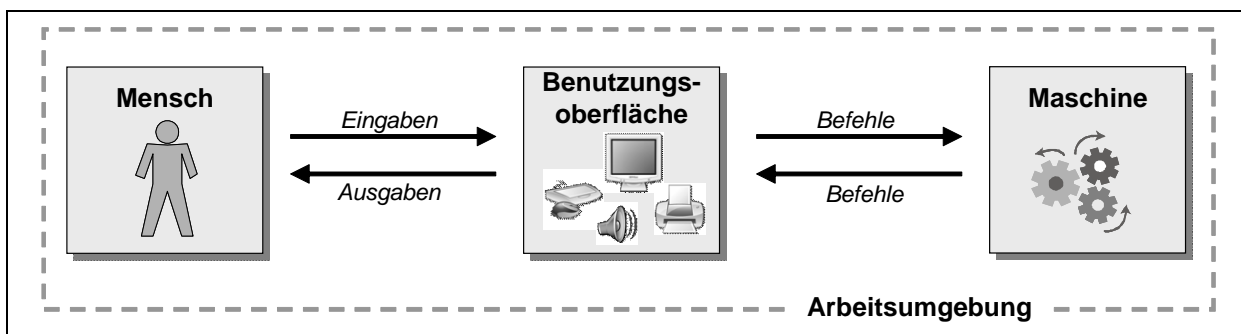 Mensch
Eingaben
Ausgaben
Benutzungs-
oberfläche
Befehle
Befehle
Maschine
Arbeitsumgebung